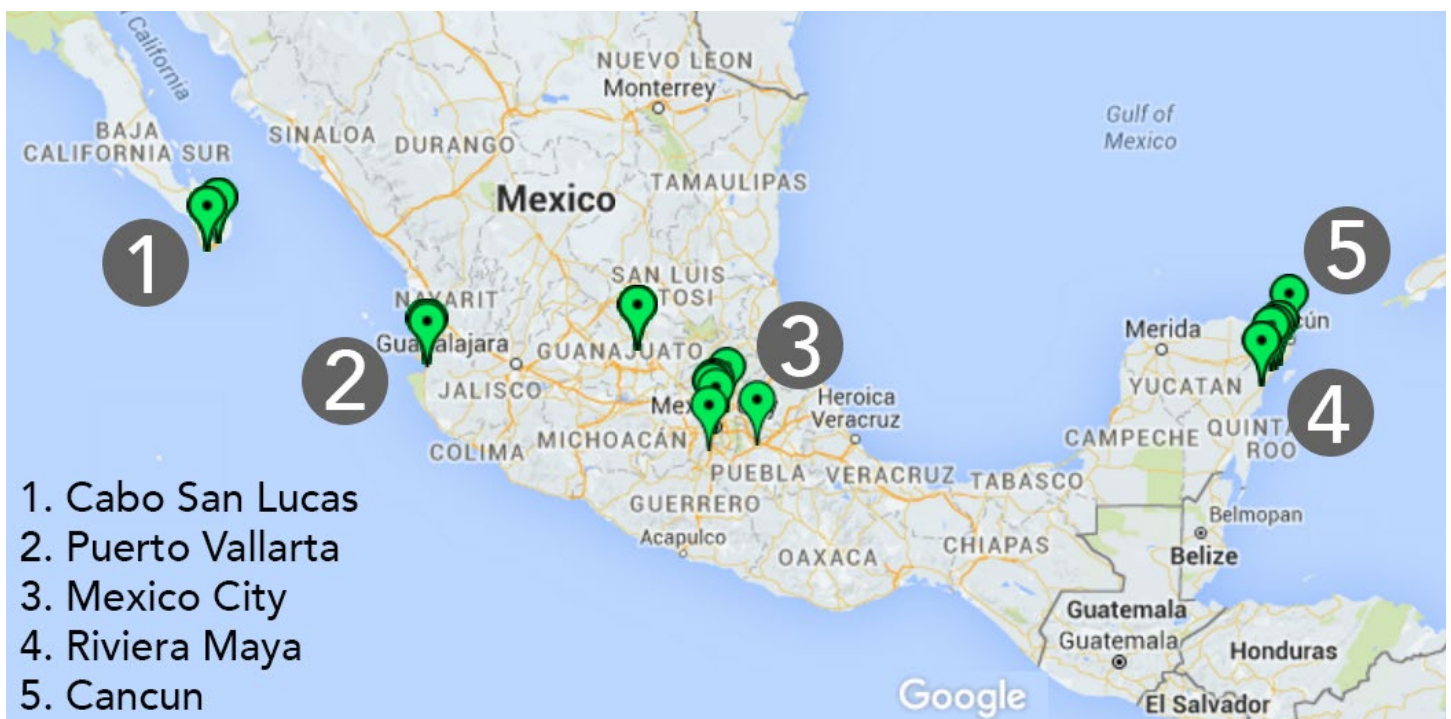 California
NUEVO LEON
Monterrey
Gulf of
Mexico
BAJA
CALIFORNIA SUR
SINALOA
DURANGO
TAMAULIPAS
Mexico
1
5
SAN LUIS
NAYARIT
3
Merida
2
GUANAJUATO
JALISCO
YUCATAN
Heroica
Veracruz
4
COLIMA
MICHOACÁN
CAMPECHE
ROO
PUEBLA
VERACRUZ
TABASCO
GUERRERO
Belmopan
Acapulco
OAXACA
CHIAPAS
Belize
Guatemala
Guatemala
Honduras
El Salvador
Google
1. Cabo San Lucas
2. Puerto Vallarta
3. Mexico City
4. Riviera Maya
5. Cancun